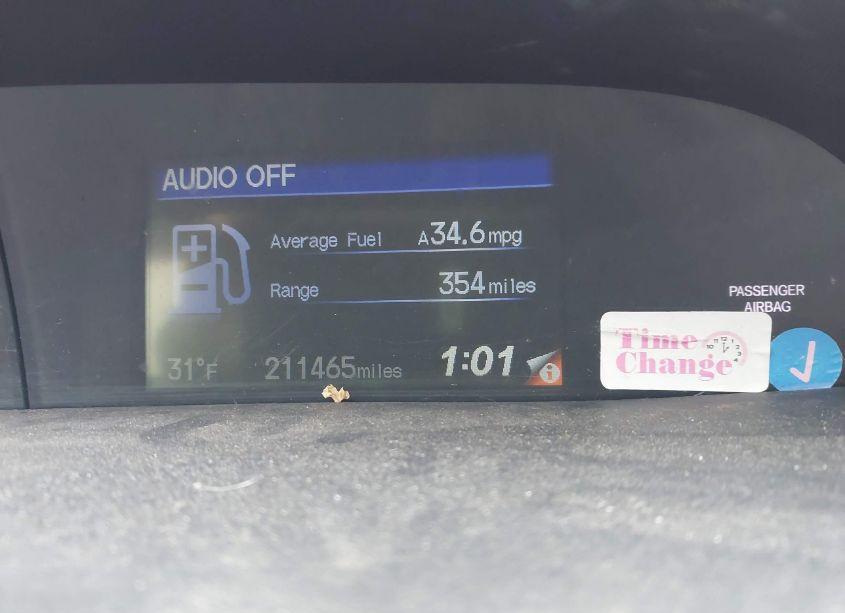 AUDIO OFF
Average Fuel A34.6mpg
Range 354miles
PASSENGER
AIRBAG
31°F 211465miles 1:01
Time
Change